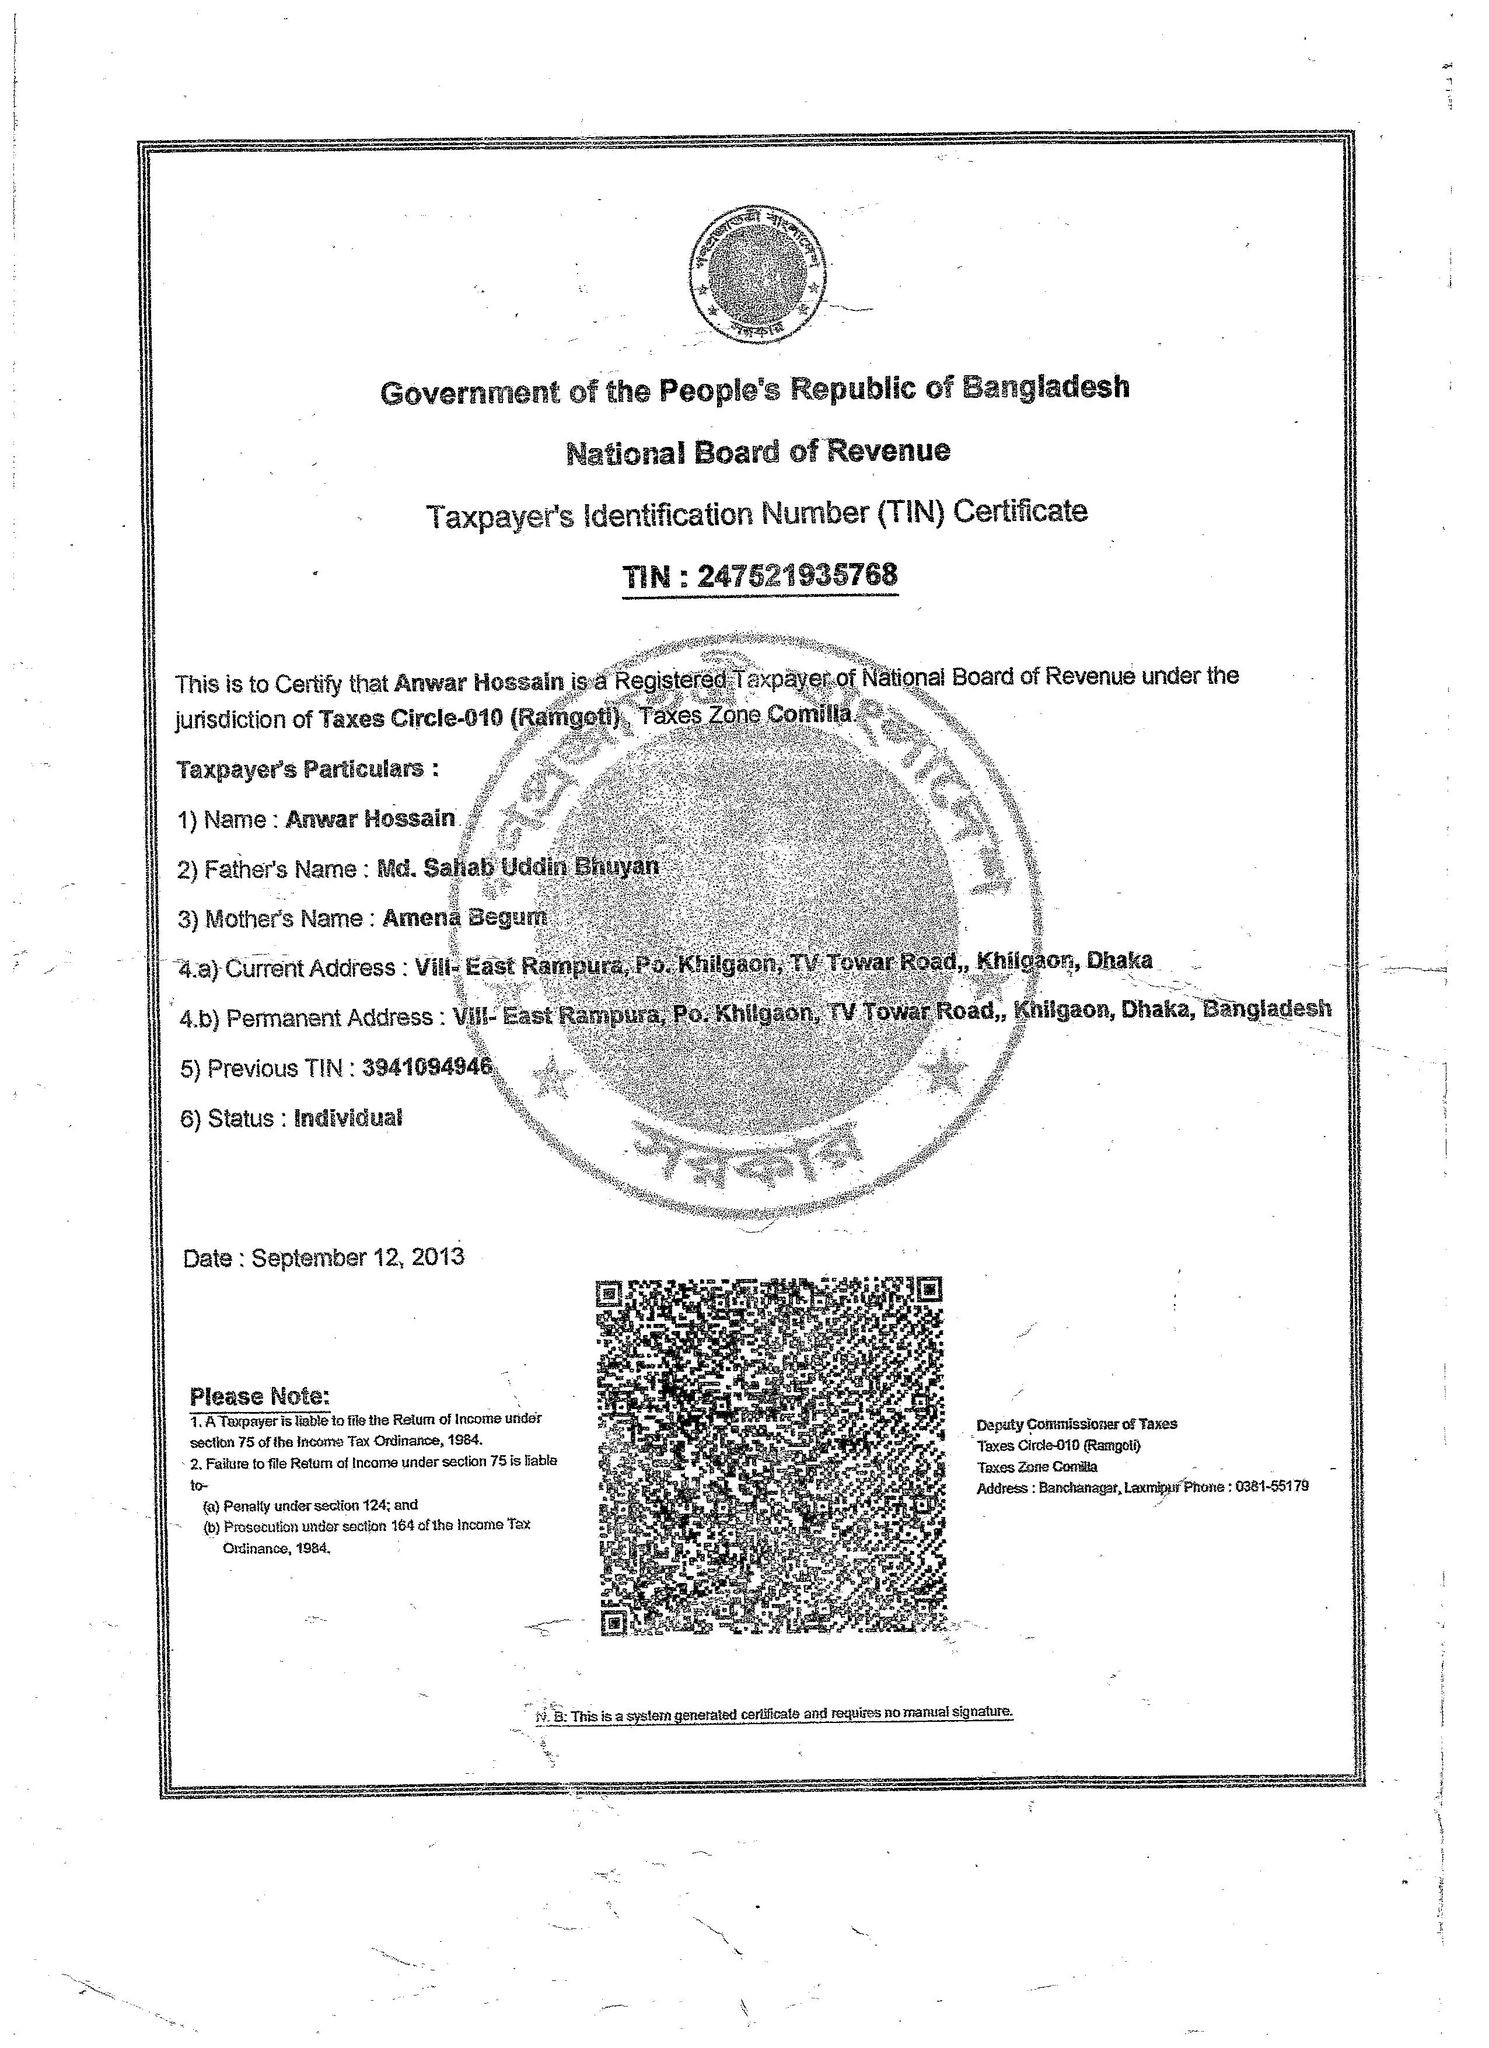 গণপ্রজাতন্ত্রী বাংলাদেশ
সরকার
Government of the People's Republic of Bangladesh
National Board of Revenue
Taxpayer's Identification Number (TIN) Certificate
TIN : 247521935768
This is to Certify that Anwar Hossain is a Registered Taxpayer of National Board of Revenue under the
jurisdiction of Taxes Circle-010 (Ramgoti), Taxes Zone Comilla.
Taxpayer's Particulars :
1) Name : Anwar Hossain
2) Father's Name : Md. Sahab Uddin Bhuyan
3) Mother's Name : Amena Begum
4.a) Current Address : Vill- East Rampura, Po. Khilgaon, TV Towar Road,, Khilgaon, Dhaka
4.b) Permanent Address : Vill- East Rampura, Po. Khilgaon, TV Towar Road,, Khilgaon, Dhaka, Bangladesh
5) Previous TIN : 3941094946
6) Status : Individual
গণপ্রজাতন্ত্রী বাংলাদেশ
সরকার
Date : September 12, 2013
Please Note:
1. A Taxpayer is liable to file the Return of Income under
section 75 of the Income Tax Ordinance, 1984.
2. Failure to file Return of Income under section 75 is liable
to-
(a) Penalty under section 124; and
(b) Prosecution under section 164 of the Income Tax
Ordinance, 1984.
Deputy Commissioner of Taxes
Taxes Circle-010 (Ramgoti)
Taxes Zone Comilla
Address : Banchanagar, Laxmipur Phone : 0381-55179
N. B: This is a system generated certificate and requires no manual signature.